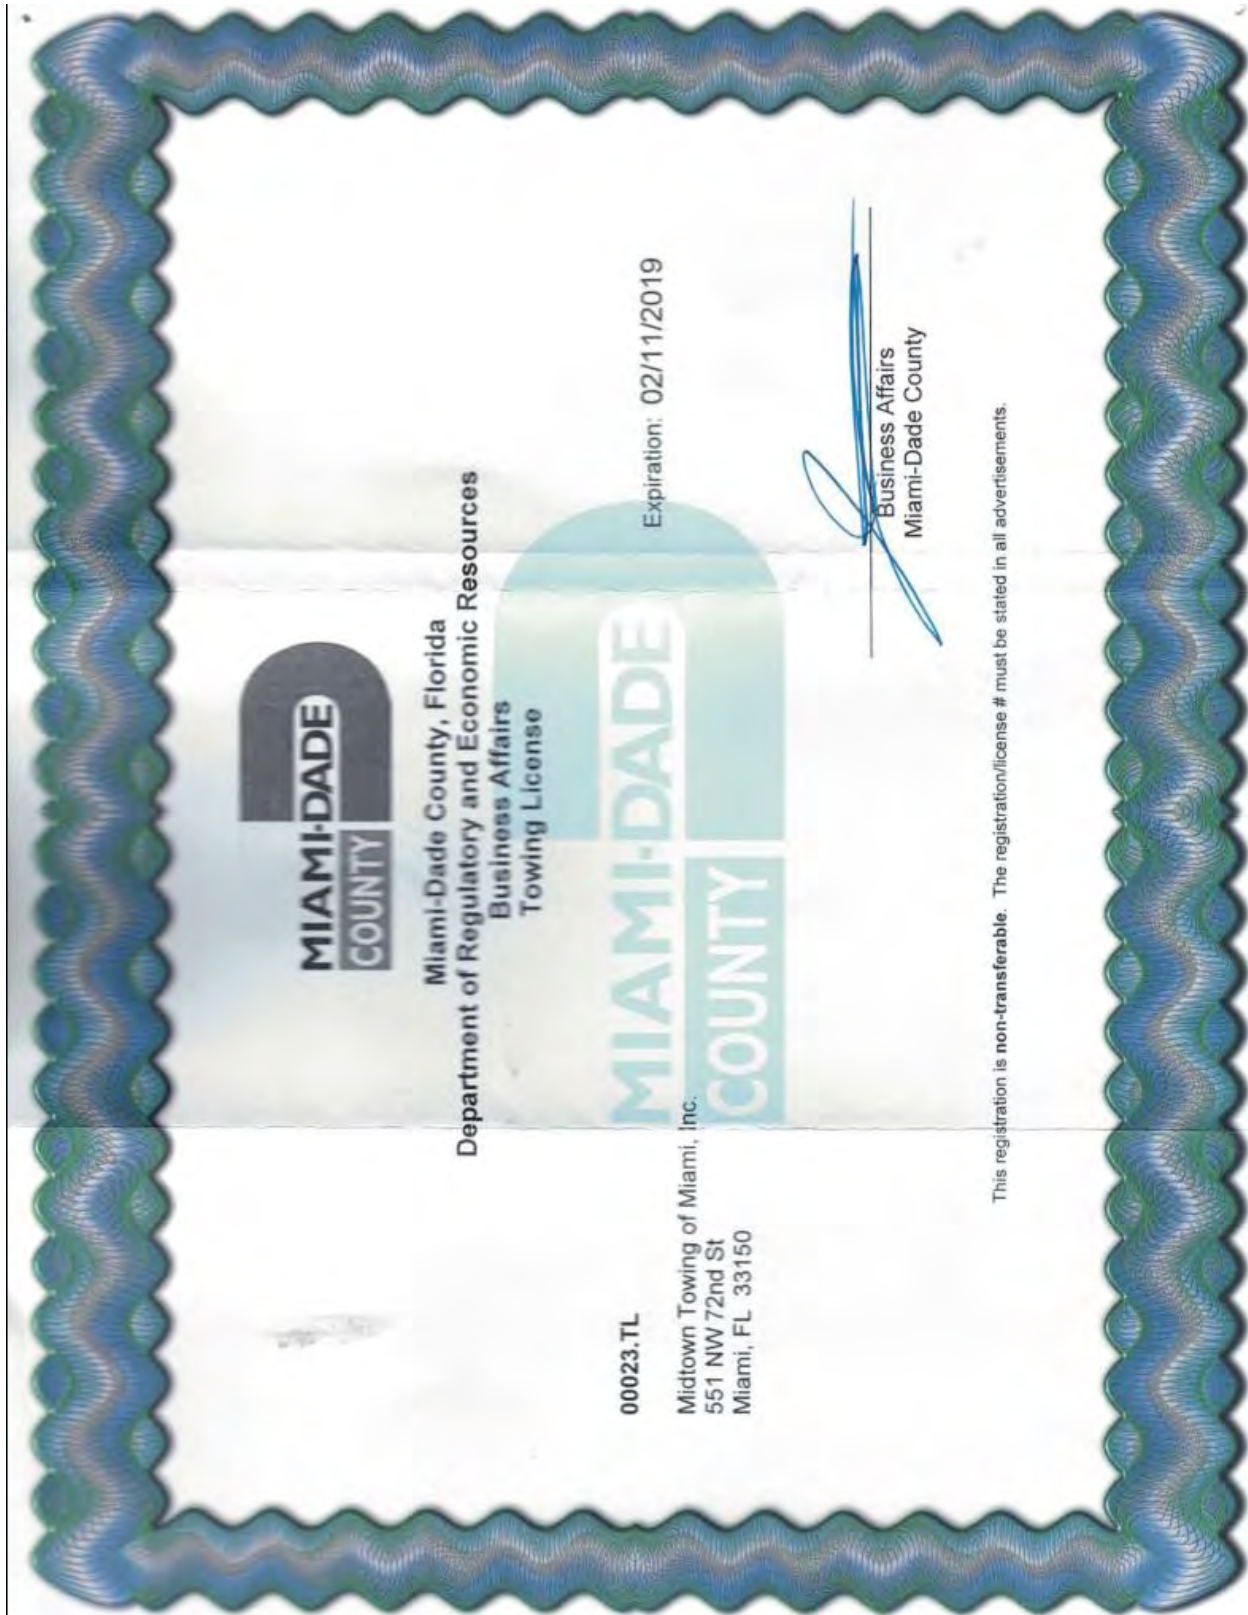 MIAMI-DADE
COUNTY
Miami-Dade County, Florida
Department of Regulatory and Economic Resources
Business Affairs
Towing License
MIAMI-DADE
COUNTY
00023.TL
Expiration: 02/11/2019
Midtown Towing of Miami, Inc.
551 NW 72nd St
Miami, FL 33150
Business Affairs
Miami-Dade County
This registration is non-transferable. The registration/license # must be stated in all advertisements.